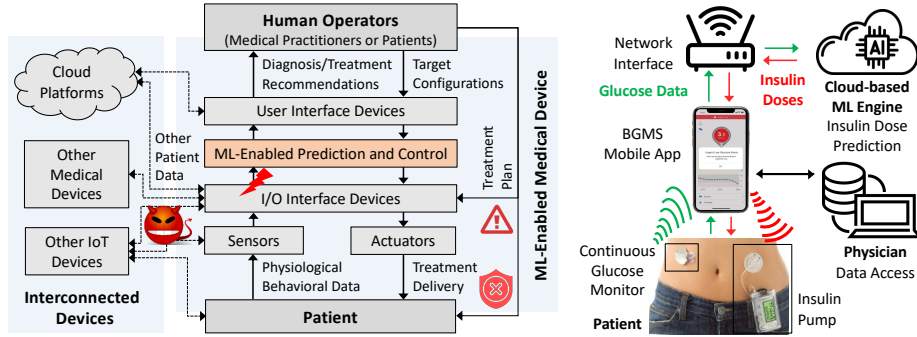 Human Operators
(Medical Practitioners or Patients)
Cloud
Platforms
Diagnosis/Treatment
Recommendations
Target
Configurations
User Interface Devices
Other
Patient
Data
ML-Enabled Prediction and Control
Other
Medical
Devices
I/O Interface Devices
Treatment
Plan
ML-Enabled Medical Device
Other IoT
Devices
Sensors
Actuators
Physiological
Behavioral Data
Treatment
Delivery
Interconnected
Devices
Patient
Network
Interface
AI
Glucose Data
Insulin
Doses
Cloud-based
ML Engine
Insulin Dose
Prediction
BGMS
Mobile App
Continuous
Glucose
Monitor
Physician
Data Access
Patient
Insulin
Pump